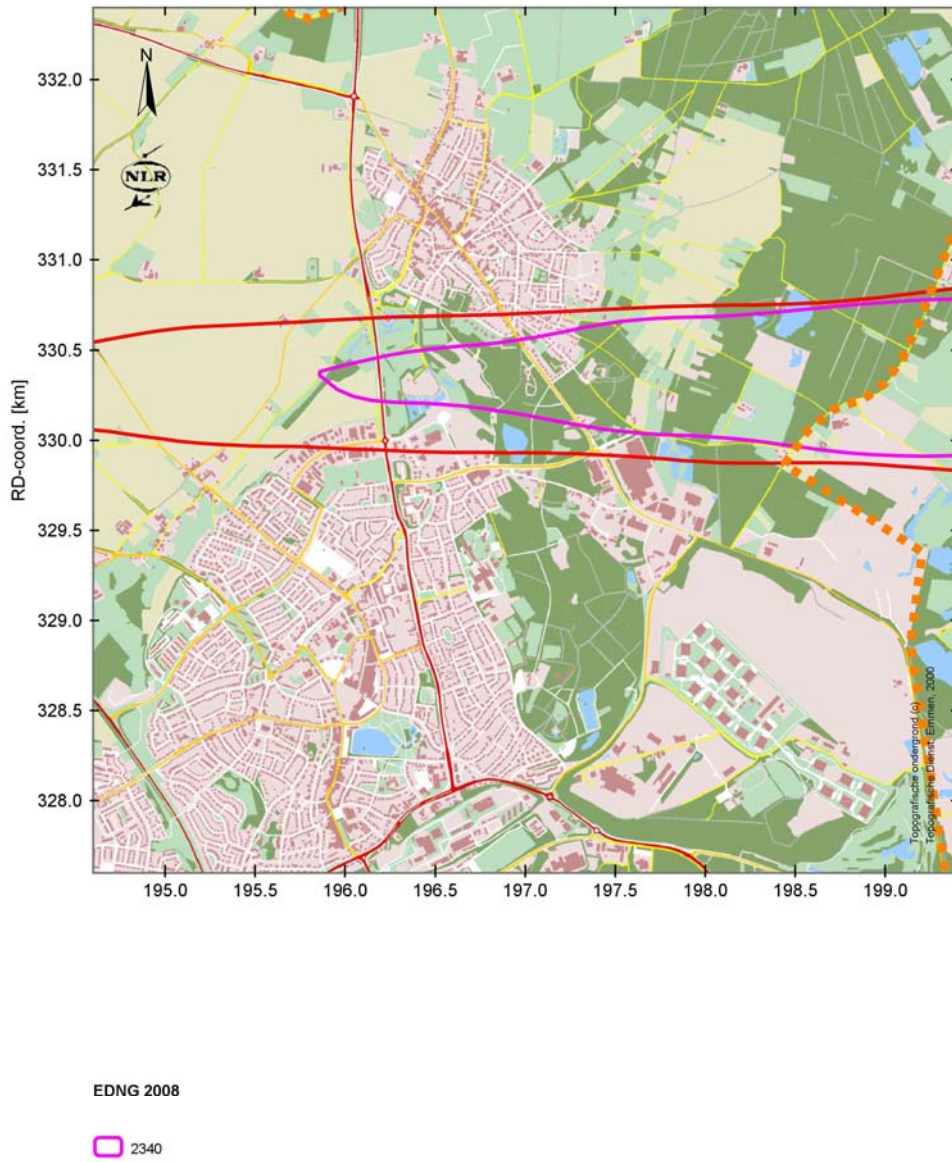 N
NLR
RD-coord. [km]
332.0
331.5
331.0
330.5
330.0
329.5
329.0
328.5
328.0
195.0 195.5 196.0 196.5 197.0 197.5 198.0 198.5 199.0
Topografische ondergrond (c)
Topografische Dienst, Emmen, 2000
EDNG 2008
2340